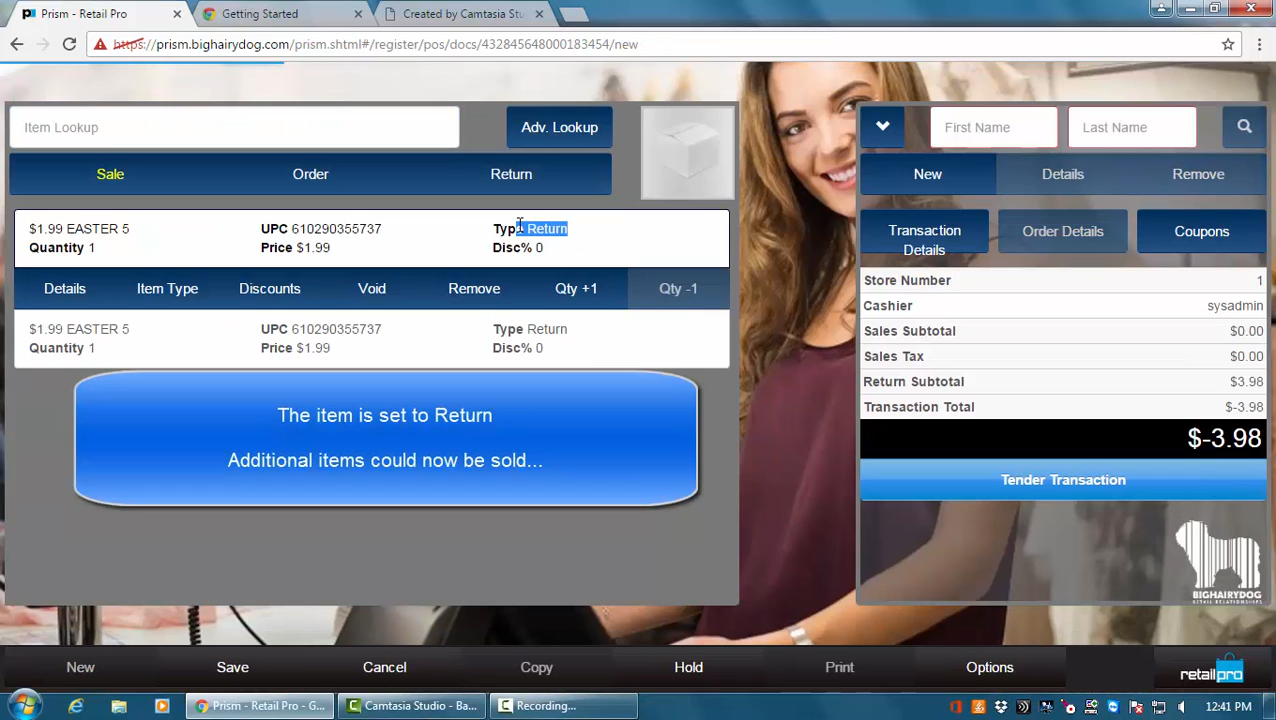 Prism - Retail Pro
Getting Started
Created by Camtasia Stu
https://prism.bighairydog.com/prism.shtml#/register/pos/docs/432845648000183454/new
Item Lookup
Adv. Lookup
First Name
Last Name
Sale
Order
Return
New
Details
Remove
$1.99 EASTER 5
UPC 610290355737
Type Return
Quantity 1
Price $1.99
Disc% 0
Transaction
Details
Order Details
Coupons
Details
Item Type
Discounts
Void
Remove
Qty +1
Qty -1
$1.99 EASTER 5
UPC 610290355737
Type Return
Quantity 1
Price $1.99
Disc% 0
The item is set to Return
Additional items could now be sold...
Store Number 1
Cashier sysadmin
Sales Subtotal $0.00
Sales Tax $0.00
Return Subtotal $3.98
Transaction Total $-3.98
$-3.98
Tender Transaction
BIGHAIRYDOG
RETAIL RELATIONSHIPS
New
Save
Cancel
Copy
Hold
Print
Options
retailpro
Prism - Retail Pro - G...
Camtasia Studio - Ba...
Recording...
12:41 PM